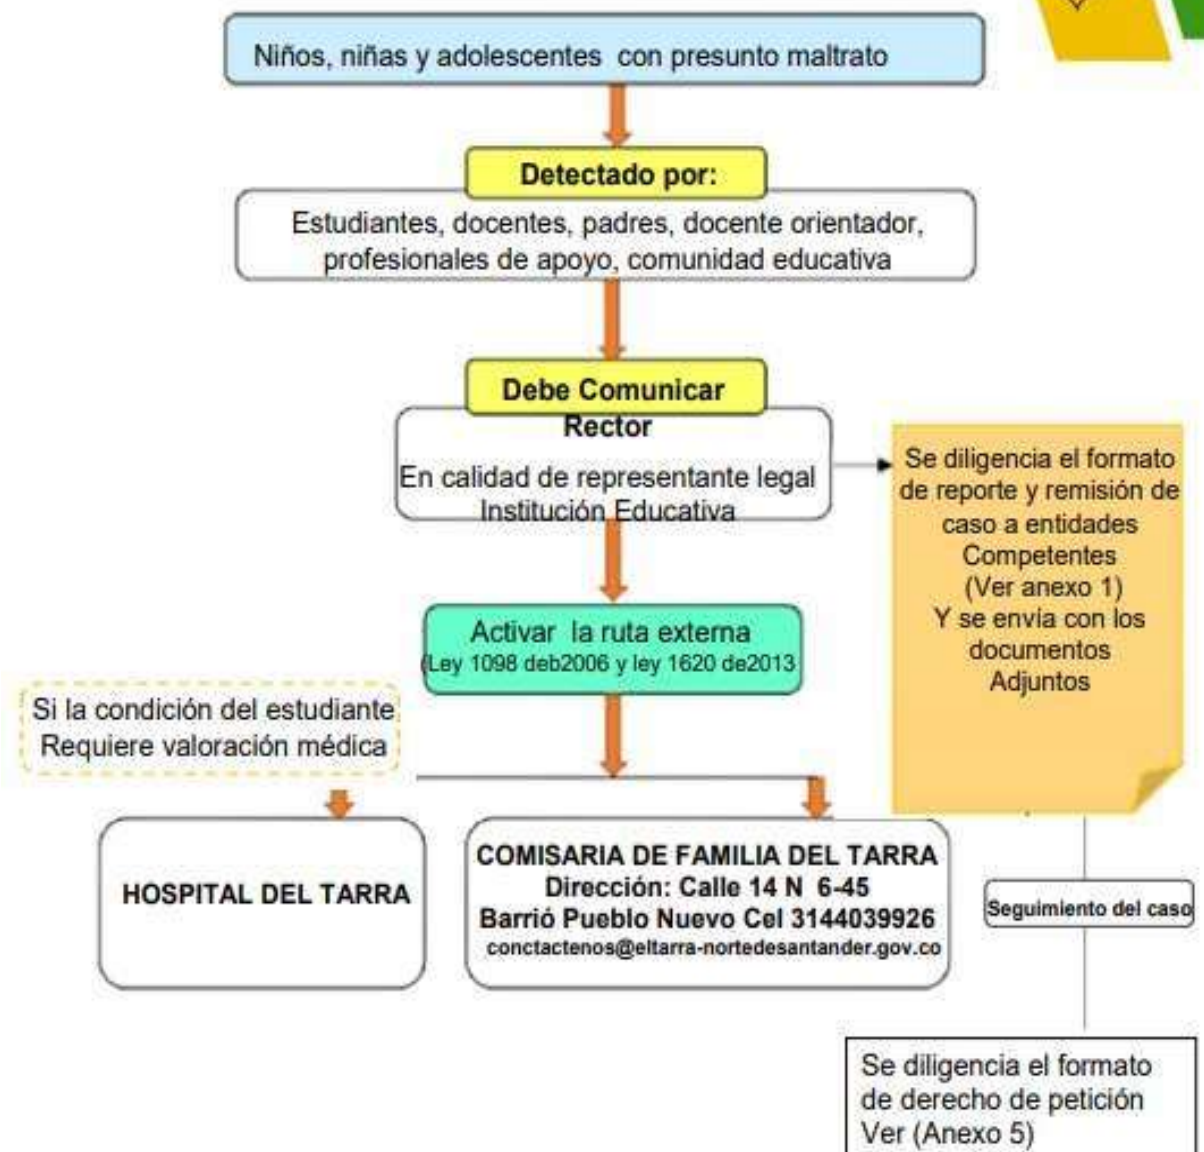 Niños, niñas y adolescentes con presunto maltrato
Detectado por:
Estudiantes, docentes, padres, docente orientador,
profesionales de apoyo, comunidad educativa
Debe Comunicar
Rector
En calidad de representante legal
Institución Educativa
Se diligencia el formato
de reporte y remisión de
caso a entidades
Competentes
(Ver anexo 1)
Y se envía con los
documentos
Adjuntos
Activar la ruta externa
(Ley 1098 deb2006 y ley 1620 de2013
Si la condición del estudiante
Requiere valoración médica
HOSPITAL DEL TARRA
COMISARIA DE FAMILIA DEL TARRA
Dirección: Calle 14 N 6-45
Barrió Pueblo Nuevo Cel 3144039926
conctactenos@eltarra-nortedesantander.gov.co
Seguimiento del caso
Se diligencia el formato
de derecho de petición
Ver (Anexo 5)